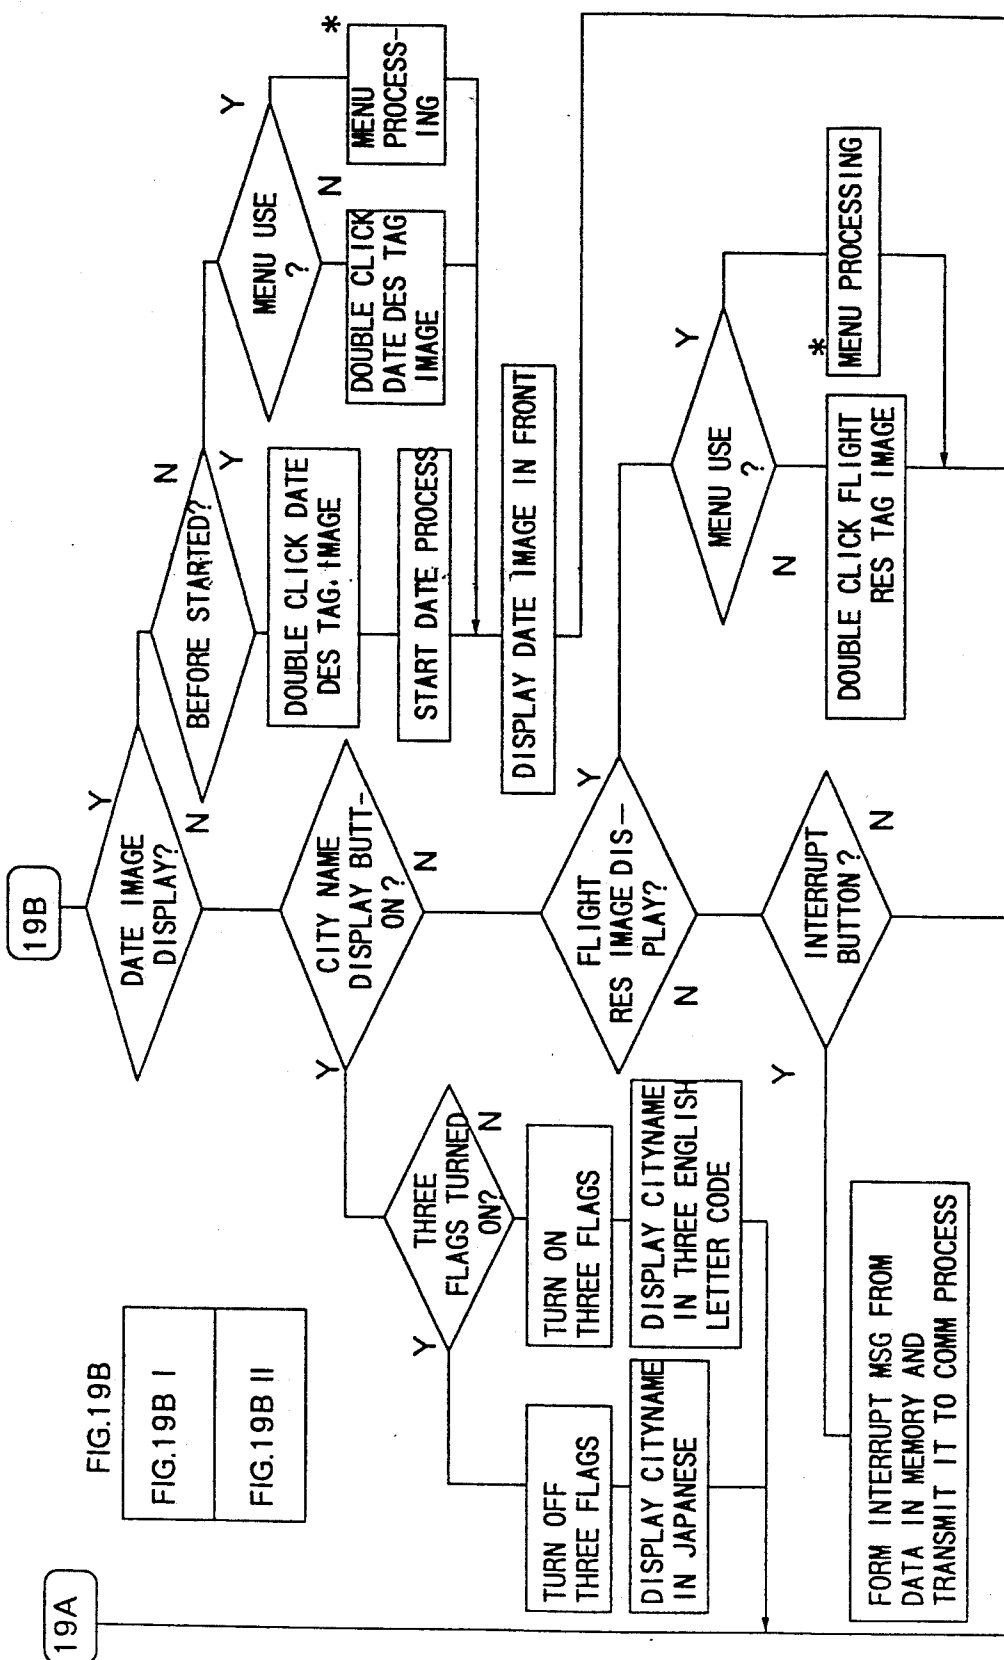 19A
FIG.19B
FIG.19B I
FIG.19B II
19B
DATE IMAGE
DISPLAY?
Y
N
BEFORE STARTED?
N
Y
MENU USE
?
Y
N
*
MENU
PROCESS-
ING
DOUBLE CLICK
DATE DES TAG
IMAGE
DOUBLE CLICK DATE
DES TAG IMAGE
START DATE PROCESS
DISPLAY DATE IMAGE IN FRONT
CITY NAME
DISPLAY BUTT-
ON?
Y
N
THREE
FLAGS TURNED
ON?
Y
N
TURN OFF
THREE FLAGS
DISPLAY CITYNAME
IN JAPANESE
TURN ON
THREE FLAGS
DISPLAY CITYNAME
IN THREE ENGLISH
LETTER CODE
FLIGHT
RES IMAGE DIS-
PLAY?
Y
N
MENU USE
?
Y
N
*
MENU PROCESSING
DOUBLE CLICK FLIGHT
RES TAG IMAGE
INTERRUPT
BUTTON?
Y
N
FORM INTERRUPT MSG FROM
DATA IN MEMORY AND
TRANSMIT IT TO COMM PROCESS